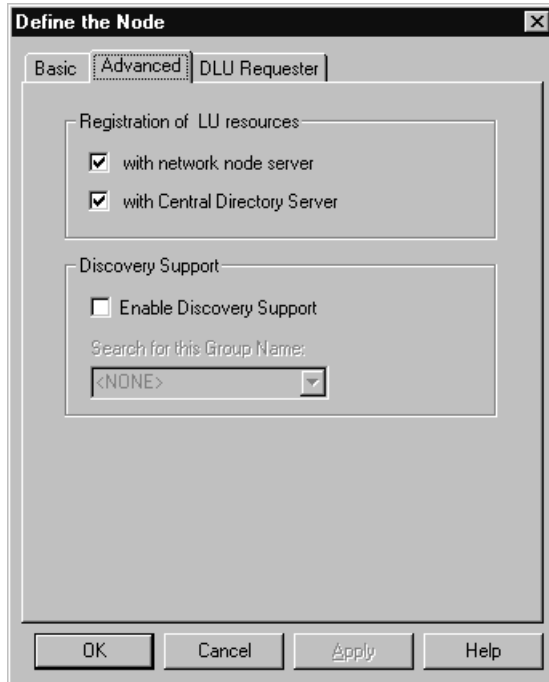 Define the Node
Basic Advanced DLU Requester
Registration of LU resources
with network node server
with Central Directory Server
Discovery Support
Enable Discovery Support
Search for this Group Name:
<NONE>
OK Cancel Apply Help